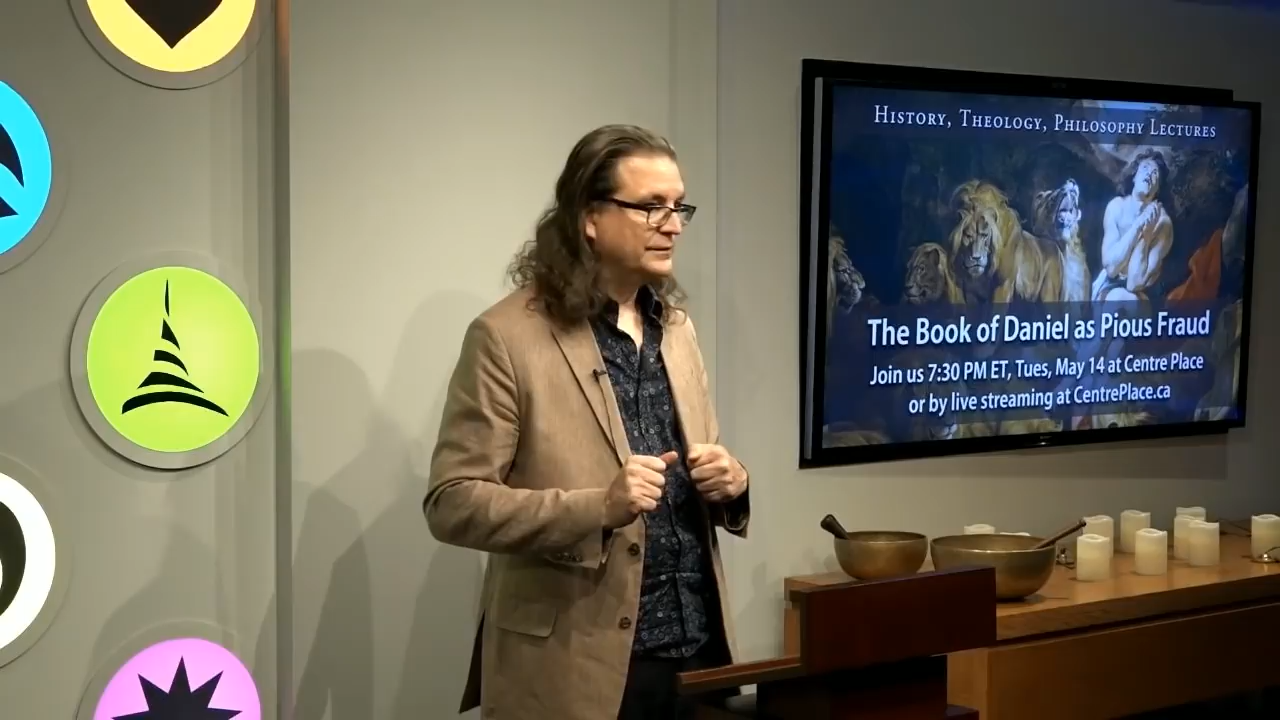 History, Theology, Philosophy Lectures
The Book of Daniel as Pious Fraud
Join us 7:30 PM ET, Tues, May 14 at Centre Place
or by live streaming at CentrePlace.ca